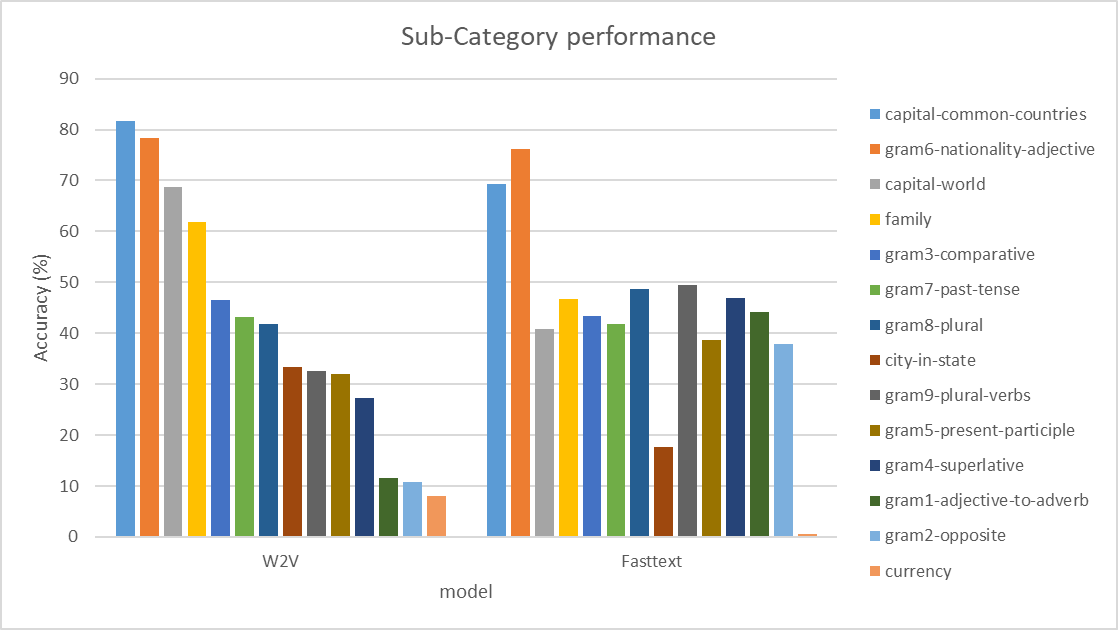 Sub-Category performance
90
80
70
60
50
40
30
20
10
0
Accuracy (%)
W2V
Fasttext
model
capital-common-countries
gram6-nationality-adjective
capital-world
family
gram3-comparative
gram7-past-tense
gram8-plural
city-in-state
gram9-plural-verbs
gram5-present-participle
gram4-superlative
gram1-adjective-to-adverb
gram2-opposite
currency